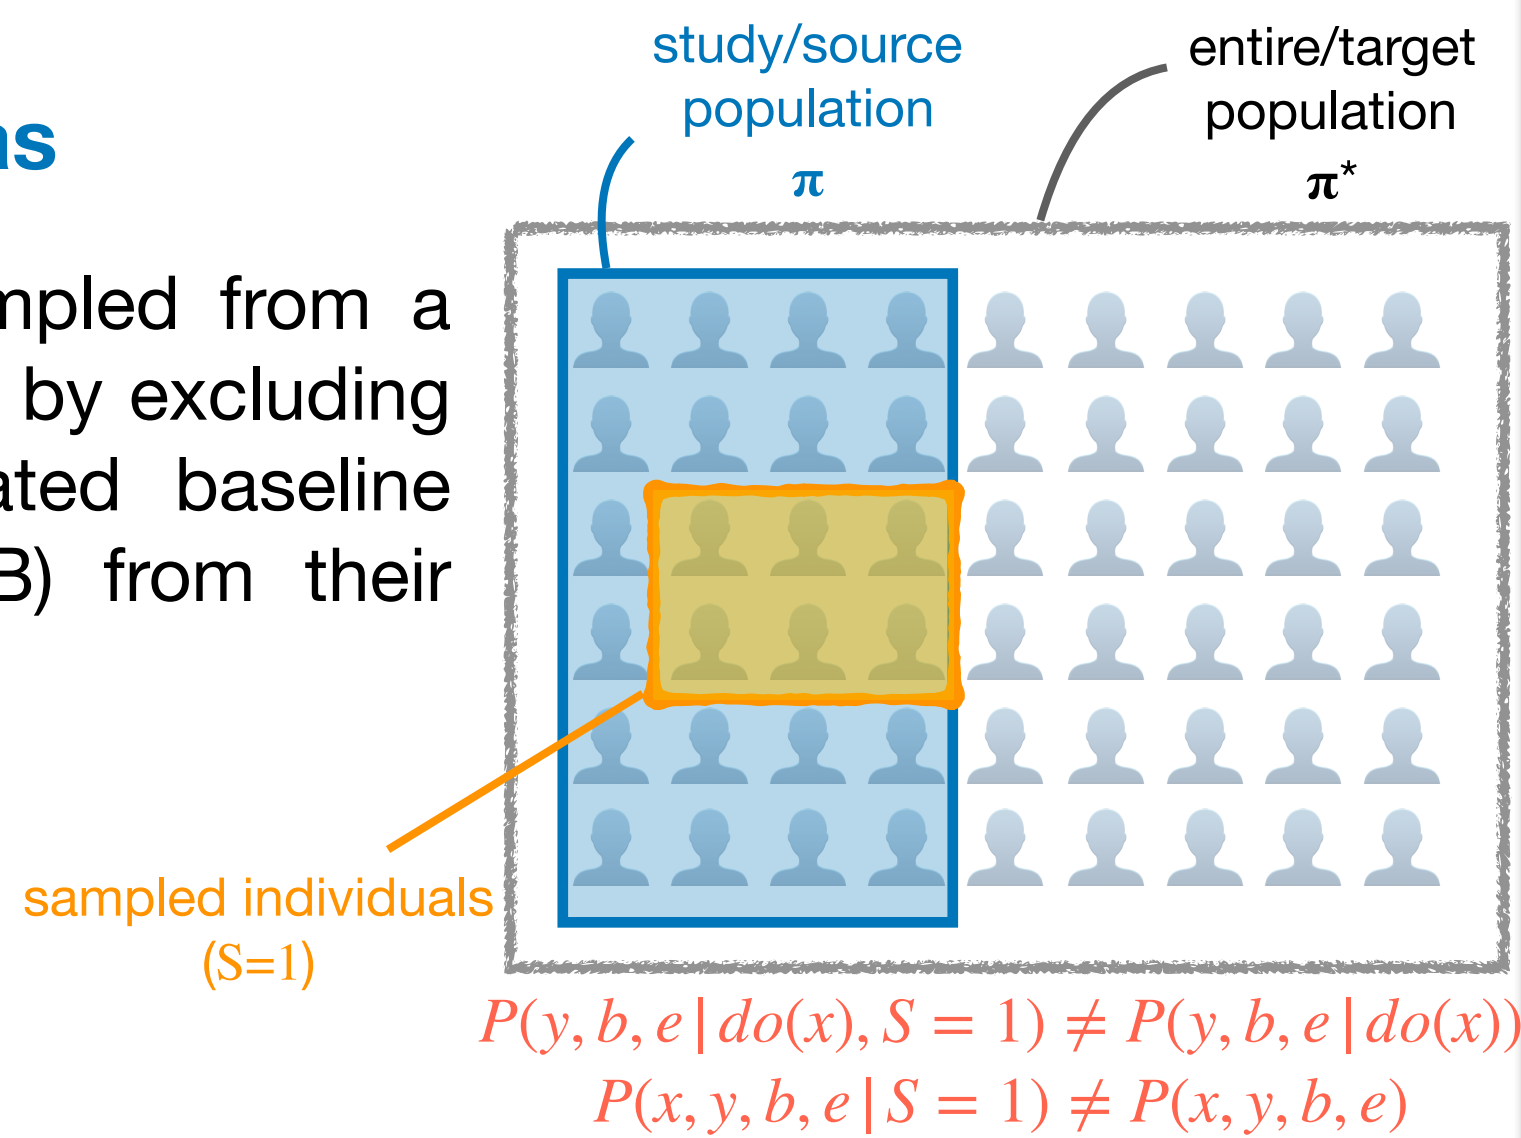 study/source
population
π
entire/target
population
π*
as
mpled from a
by excluding
ated baseline
B) from their
sampled individuals
(S=1)
P(y, b, e | do(x), S = 1) ≠ P(y, b, e | do(x))
P(x, y, b, e | S = 1) ≠ P(x, y, b, e)